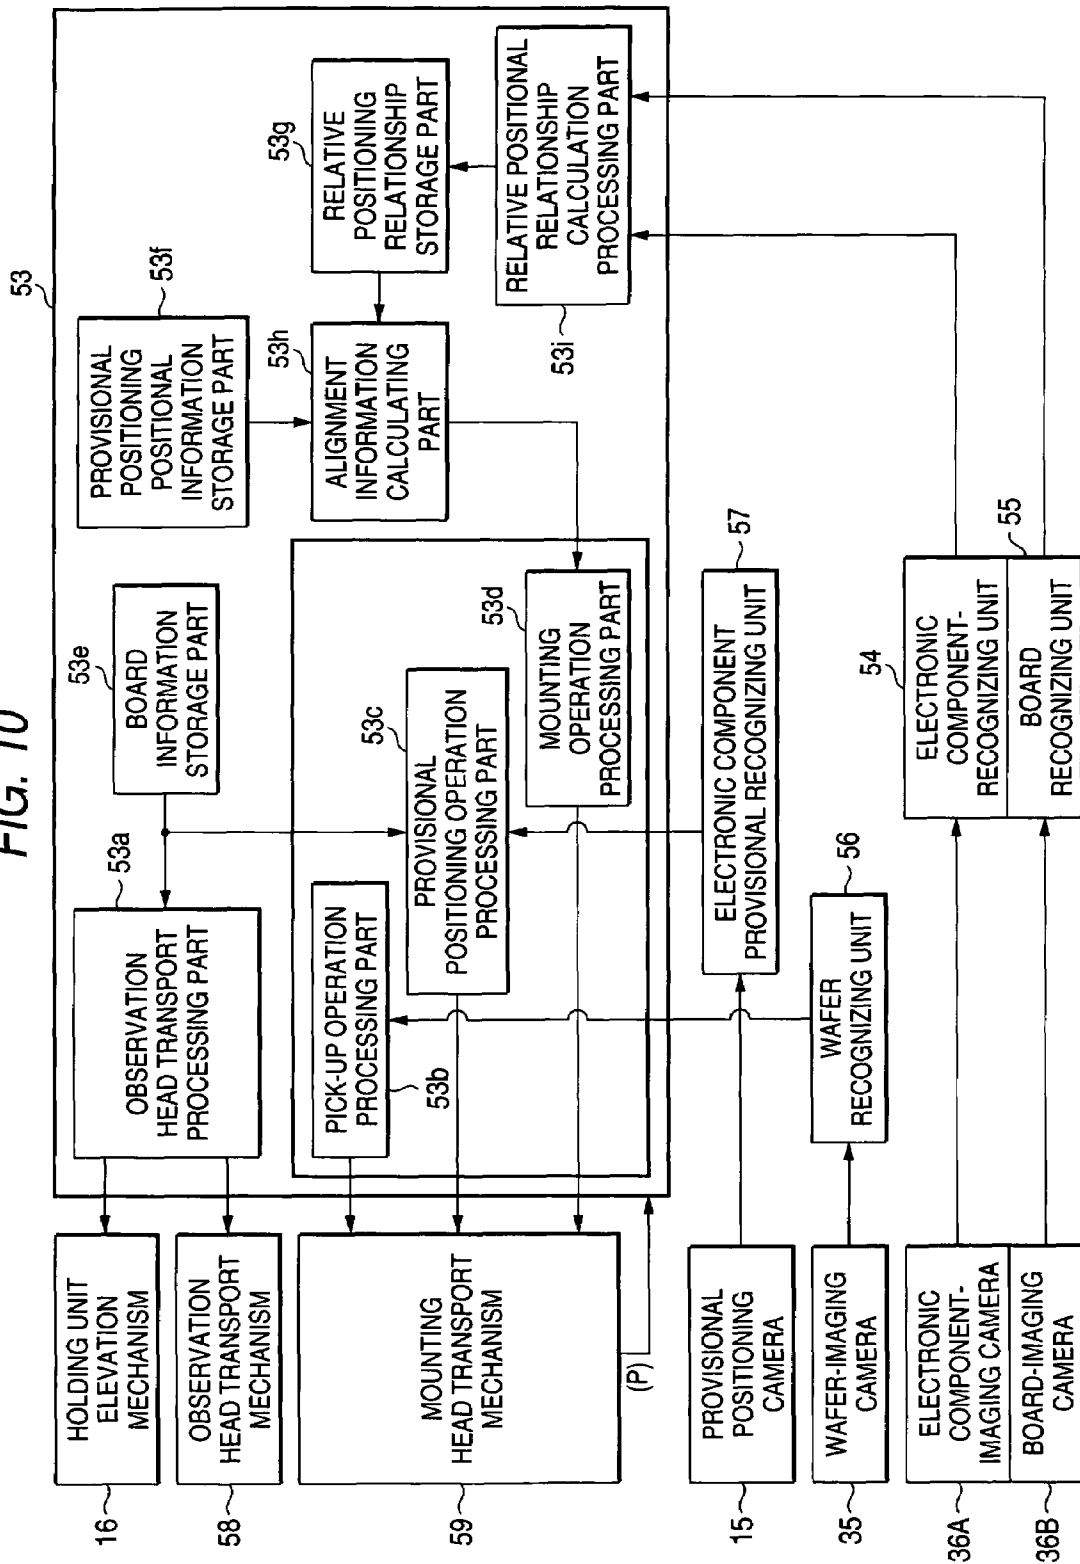 FIG. 10
53
HOLDING UNIT
ELEVATION
MECHANISM
16
OBSERVATION
HEAD TRANSPORT
MECHANISM
58
MOUNTING
HEAD TRANSPORT
MECHANISM
59
(P)
OBSERVATION
HEAD TRANSPORT
PROCESSING PART
53a
BOARD
INFORMATION
STORAGE PART
53e
PROVISIONAL
POSITIONING
POSITIONAL
INFORMATION
STORAGE PART
53f
PICK-UP OPERATION
PROCESSING PART
53b
PROVISIONAL
POSITIONING OPERATION
PROCESSING PART
53c
MOUNTING
OPERATION
PROCESSING PART
53d
ALIGNMENT
INFORMATION
CALCULATING
PART
53h
RELATIVE
POSITIONING
RELATIONSHIP
STORAGE PART
53g
RELATIVE POSITIONAL
RELATIONSHIP
CALCULATION
PROCESSING PART
53i
PROVISIONAL
POSITIONING
CAMERA
15
ELECTRONIC COMPONENT
PROVISIONAL RECOGNIZING UNIT
57
WAFER-IMAGING
CAMERA
35
WAFER
RECOGNIZING UNIT
56
ELECTRONIC
COMPONENT-
IMAGING CAMERA
36A
ELECTRONIC
COMPONENT-
RECOGNIZING UNIT
54
BOARD-IMAGING
CAMERA
36B
BOARD
RECOGNIZING UNIT
55